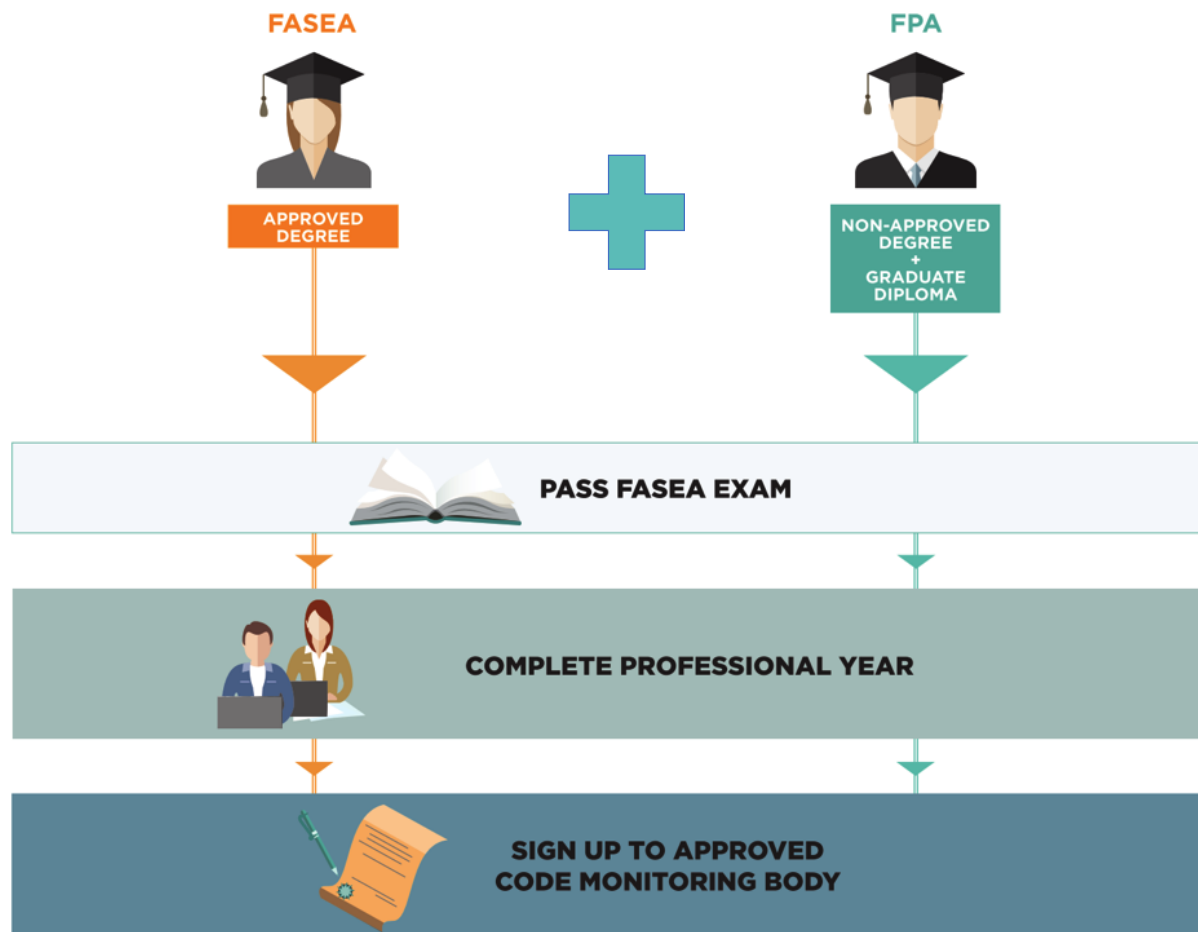 FASEA
FPA
APPROVED
DEGREE
NON-APPROVED
DEGREE
+
GRADUATE
DIPLOMA
PASS FASEA EXAM
COMPLETE PROFESSIONAL YEAR
SIGN UP TO APPROVED
CODE MONITORING BODY